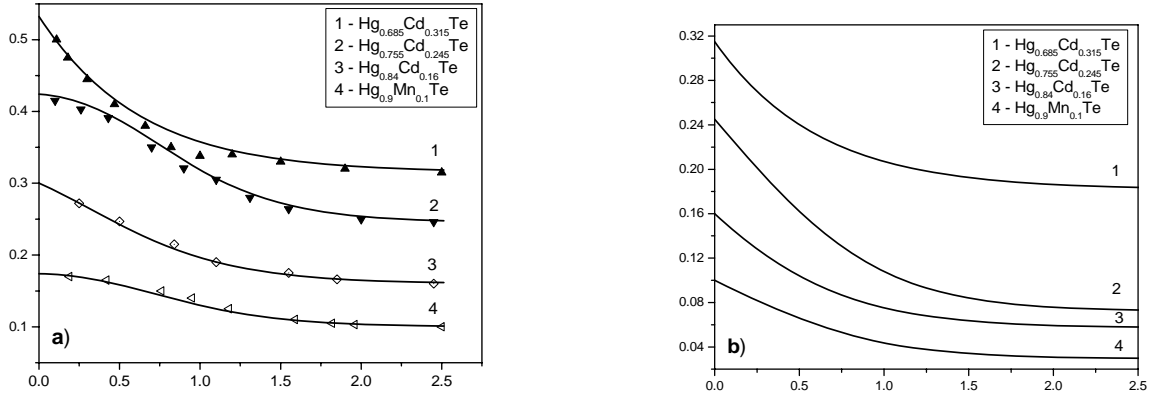 1 - Hg0.685Cd0.315Te
2 - Hg0.755Cd0.245Te
3 - Hg0.84Cd0.16Te
4 - Hg0.9Mn0.1Te
0.5
0.4
0.3
0.2
0.1
1
2
3
4
a)
0.0 0.5 1.0 1.5 2.0 2.5
1 - Hg0.685Cd0.315Te
2 - Hg0.755Cd0.245Te
3 - Hg0.84Cd0.16Te
4 - Hg0.9Mn0.1Te
0.32
0.28
0.24
0.20
0.16
0.12
0.08
0.04
1
2
3
4
b)
0.0 0.5 1.0 1.5 2.0 2.5